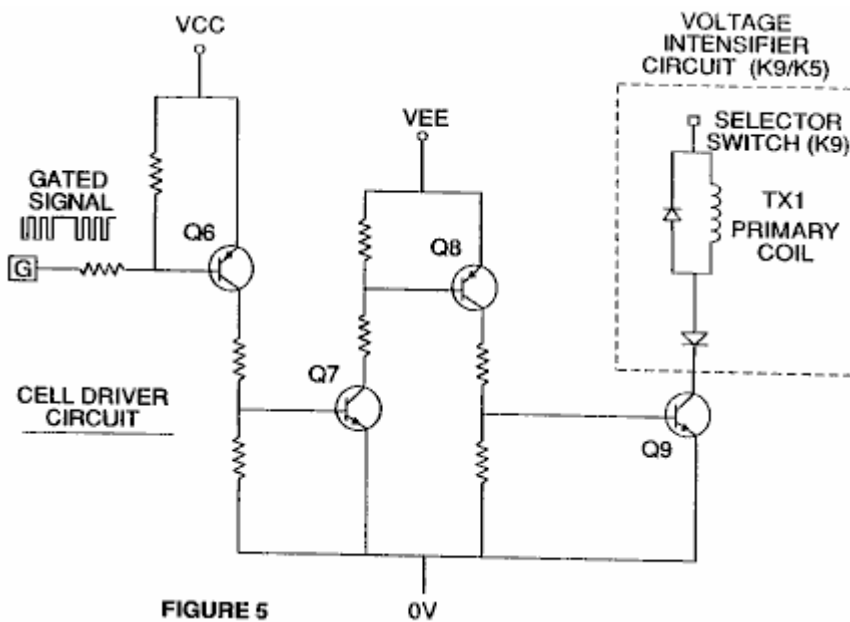 VCC
VOLTAGE
INTENSIFIER
CIRCUIT (K9/K5)
VEE
SELECTOR
SWITCH (K9)
GATED
SIGNAL
Q6
Q8
TX1
PRIMARY
COIL
G
Q7
CELL DRIVER
CIRCUIT
Q9
FIGURE 5
0V